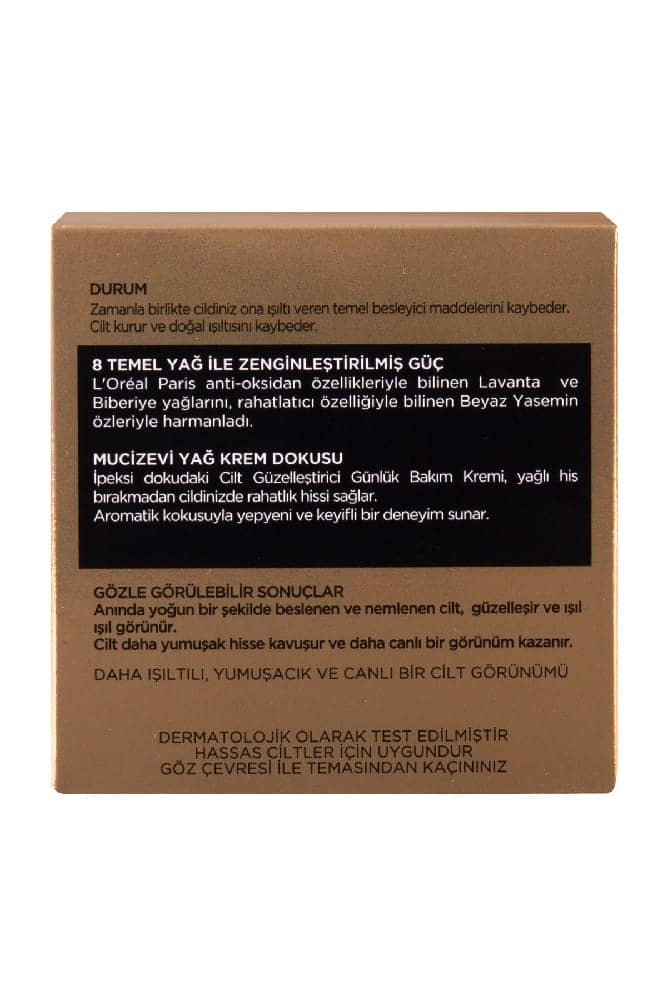 DURUM
Zamanla birlikte cildiniz ona ışıltı veren temel besleyici maddelerini kaybeder.
Cilt kurur ve doğal ışıltısını kaybeder.
8 TEMEL YAĞ İLE ZENGİNLEŞTİRİLMİŞ GÜÇ
L'Oréal Paris anti-oksidan özellikleriyle bilinen Lavanta ve
Biberiye yağlarını, rahatlatıcı özelliğiyle bilinen Beyaz Yasemin
özleriyle harmanladı.
MUCİZEVİ YAĞ KREM DOKUSU
İpeksi dokudaki Cilt Güzelleştirici Günlük Bakım Kremi, yağlı his
bırakmadan cildinizde rahatlık hissi sağlar.
Aromatik kokusuyla yepyeni ve keyifli bir deneyim sunar.
GÖZLE GÖRÜLEBİLİR SONUÇLAR
Anında yoğun bir şekilde beslenen ve nemlenen cilt, güzelleşir ve ışıl
ışıl görünür.
Cilt daha yumuşak hisse kavuşur ve daha canlı bir görünüm kazanır.
DAHA IŞILTILI, YUMUŞACIK VE CANLI BİR CİLT GÖRÜNÜMÜ
DERMATOLOJİK OLARAK TEST EDİLMİŞTİR
HASSAS CİLTLER İÇİN UYGUNDUR
GÖZ ÇEVRESİ İLE TEMASINDAN KAÇININIZ